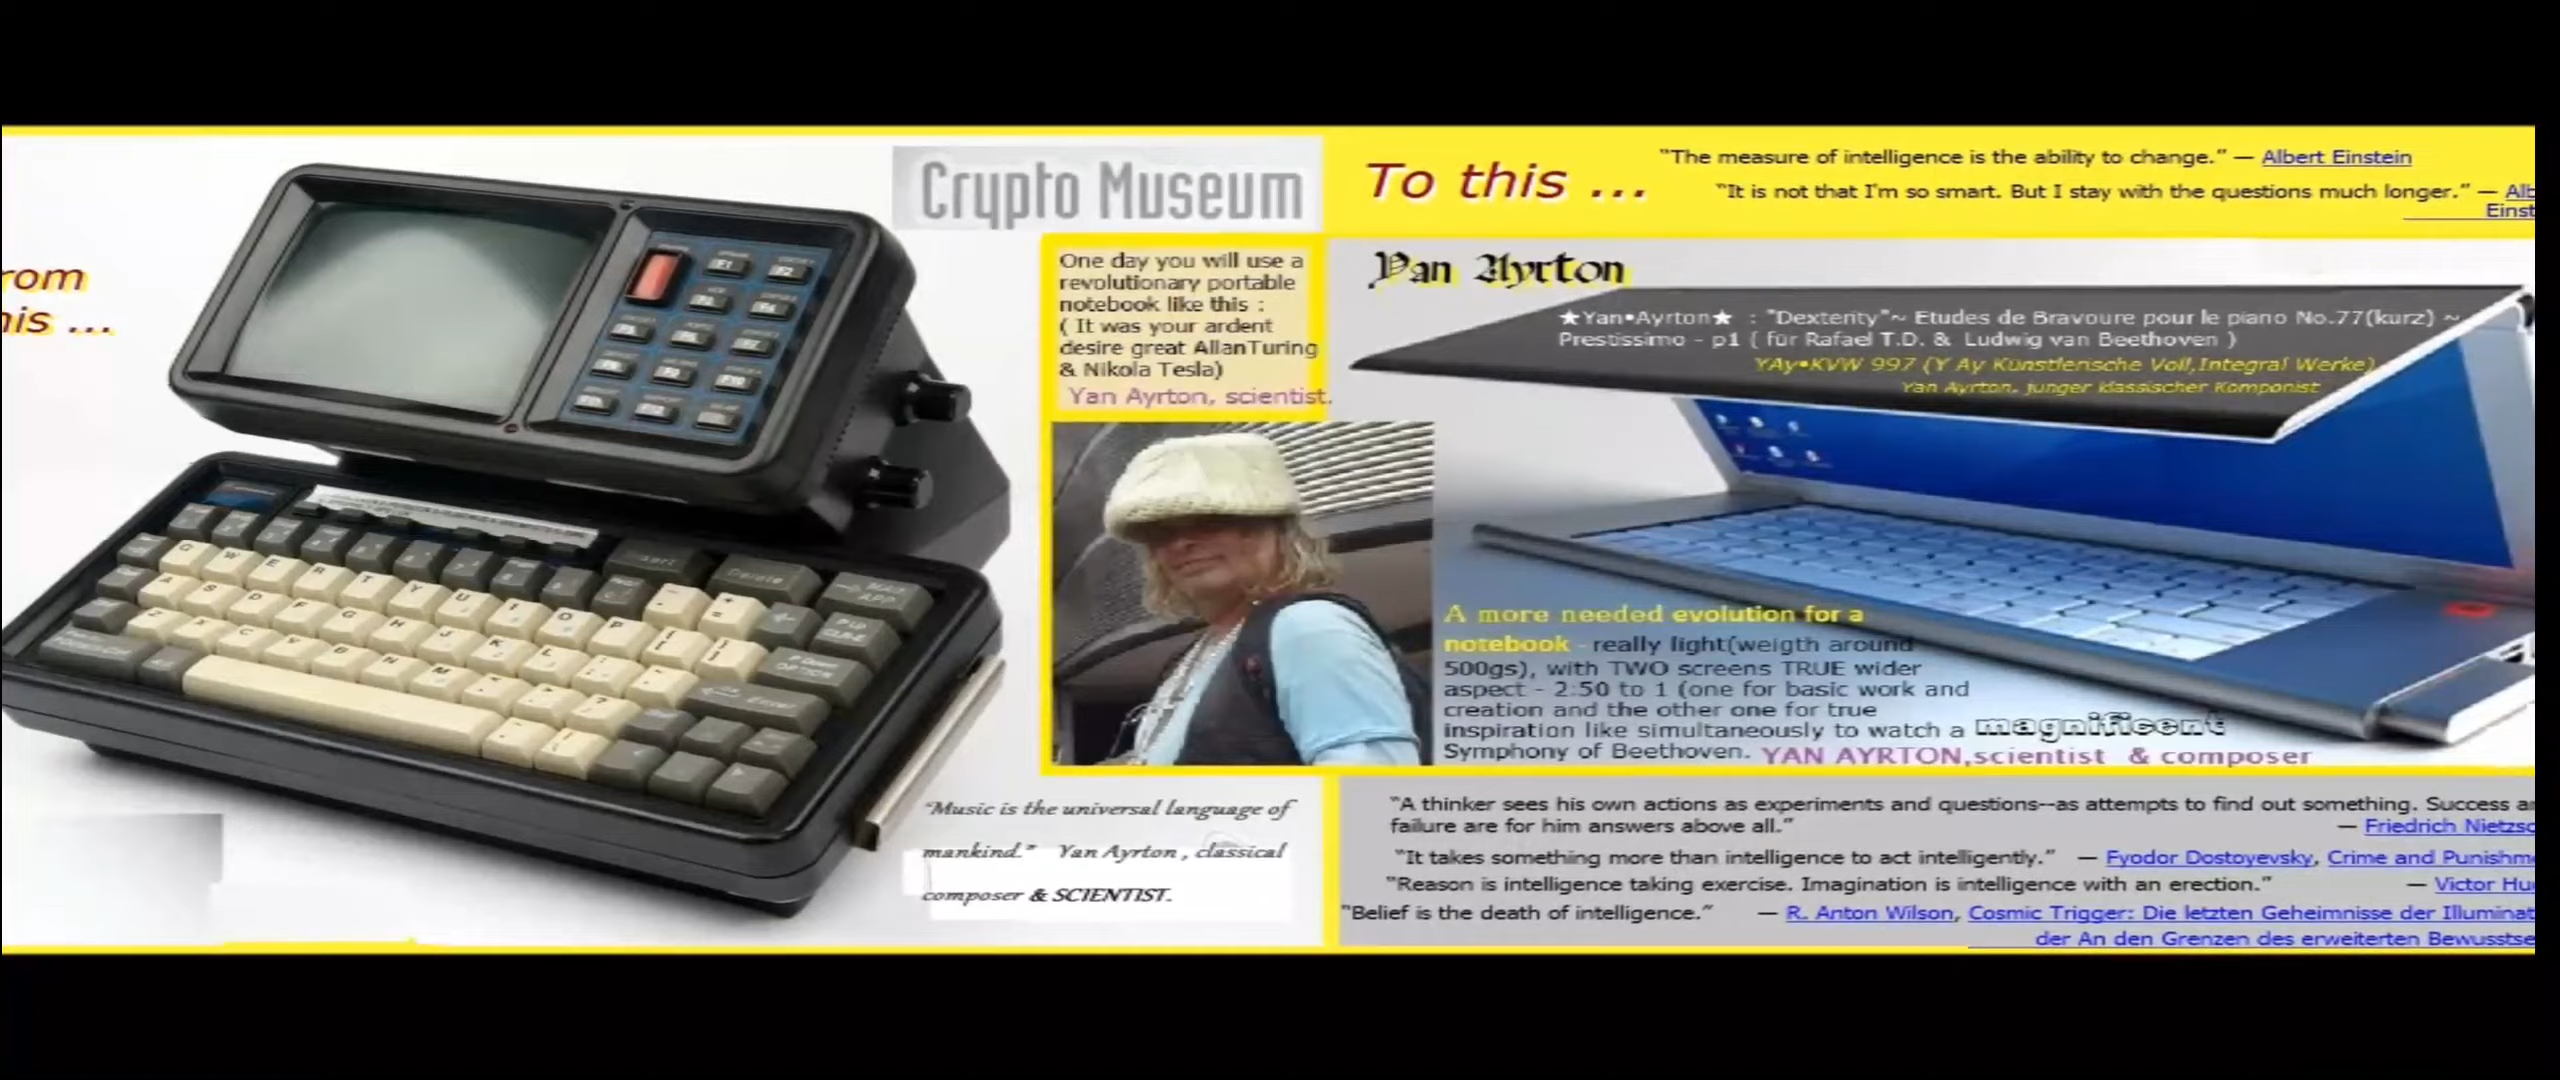 rom
his ...
Crypto Museum
To this ...
"The measure of intelligence is the ability to change." — Albert Einstein
"It is not that I'm so smart. But I stay with the questions much longer." — Alb
Einst
One day you will use a
revolutionary portable
notebook like this :
( It was your ardent
desire great AllanTuring
& Nikola Tesla)
Yan Ayrton, scientist.
Yan Ayrton
★Yan•Ayrton★ : "Dexterity"~ Etudes de Bravoure pour le piano No.77(kurz) ~
Prestissimo - p1 ( für Rafael T.D. & Ludwig van Beethoven )
YAy•KVW 997 (Y Ay Künstlerische Voll,Integral Werke)
Yan Ayrton, junger klassischer Komponist
A more needed evolution for a
notebook - really light(weigth around
500gs), with TWO screens TRUE wider
aspect - 2:50 to 1 (one for basic work and
creation and the other one for true
inspiration like simultaneously to watch a magnificent
Symphony of Beethoven. YAN AYRTON,scientist & composer
"Music is the universal language of
mankind." Yan Ayrton , classical
composer & SCIENTIST.
"A thinker sees his own actions as experiments and questions--as attempts to find out something. Success a
failure are for him answers above all."
— Friedrich Nietzsc
"It takes something more than intelligence to act intelligently." — Fyodor Dostoyevsky, Crime and Punishm
"Reason is intelligence taking exercise. Imagination is intelligence with an erection." — Victor Hu
"Belief is the death of intelligence." — R. Anton Wilson, Cosmic Trigger: Die letzten Geheimnisse der Illuminat
der An den Grenzen des erweiterten Bewusstse
Insert
Delete
Q W E R T Y U I O P
A S D F G H J K L
Z X C V B N M